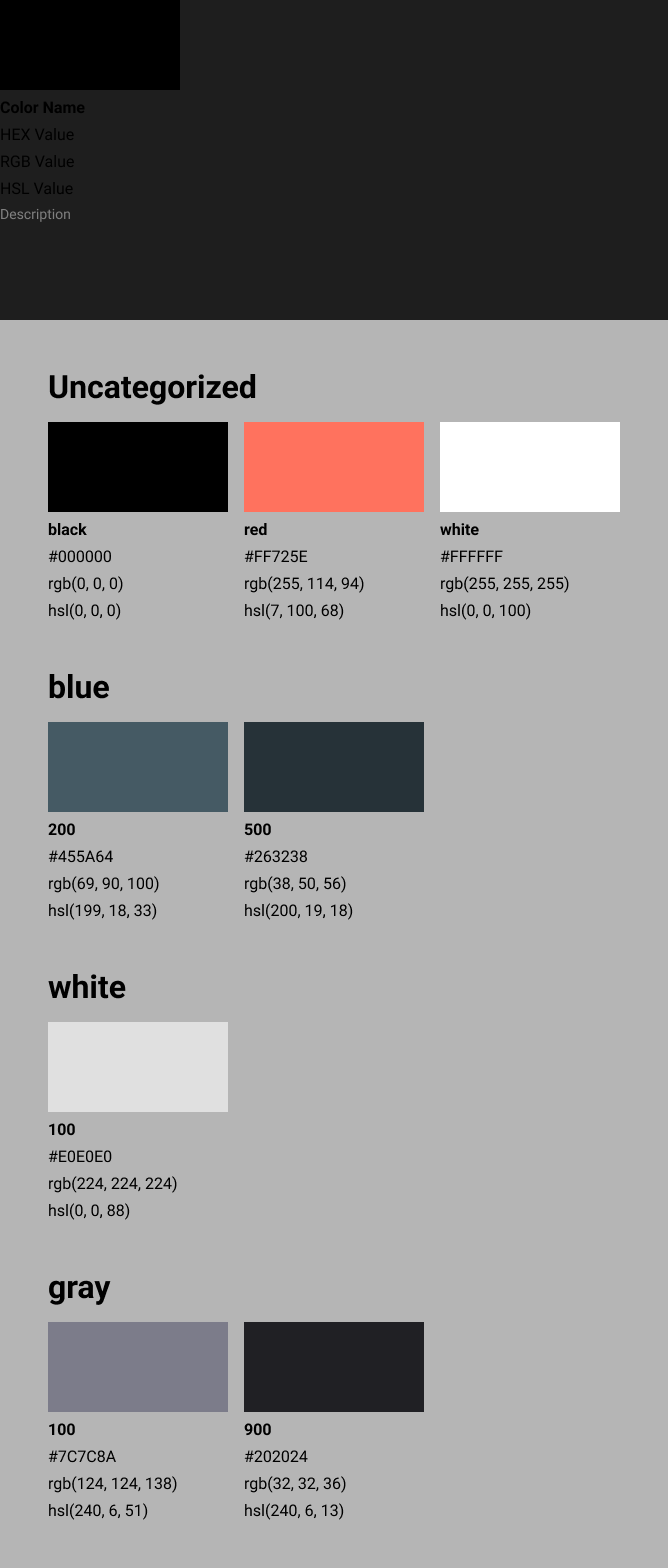 Color Name
HEX Value
RGB Value
HSL Value
Description
Uncategorized
black
#000000
rgb(0, 0, 0)
hsl(0, 0, 0)
red
#FF725E
rgb(255, 114, 94)
hsl(7, 100, 68)
white
#FFFFFF
rgb(255, 255, 255)
hsl(0, 0, 100)
blue
200
#455A64
rgb(69, 90, 100)
hsl(199, 18, 33)
500
#263238
rgb(38, 50, 56)
hsl(200, 19, 18)
white
100
#E0E0E0
rgb(224, 224, 224)
hsl(0, 0, 88)
gray
100
#7C7C8A
rgb(124, 124, 138)
hsl(240, 6, 51)
900
#202024
rgb(32, 32, 36)
hsl(240, 6, 13)